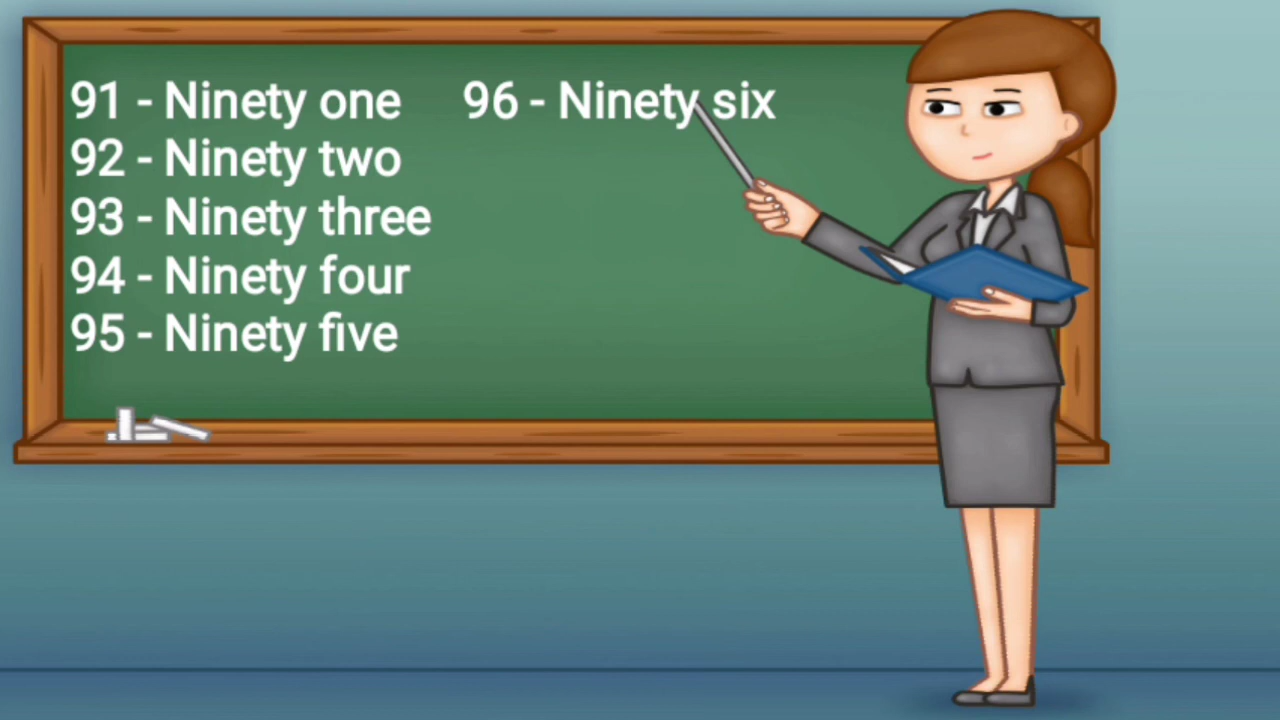 91 - Ninety one
92 - Ninety two
93 - Ninety three
94 - Ninety four
95 - Ninety five
96 - Ninety six